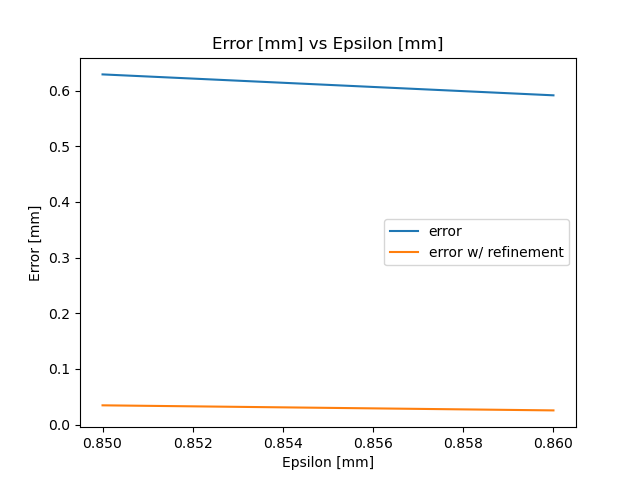 Error [mm] vs Epsilon [mm]
Error [mm]
0.6
0.5
0.4
0.3
0.2
0.1
0.0
error
error w/ refinement
0.850 0.852 0.854 0.856 0.858 0.860
Epsilon [mm]